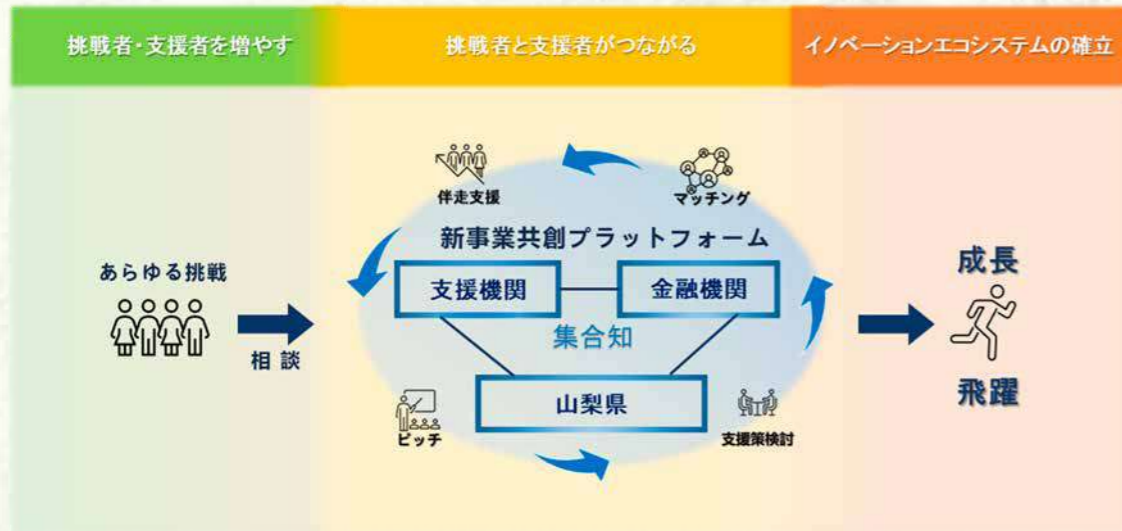 挑戦者・支援者を増やす
挑戦者と支援者がつながる
イノベーションエコシステムの確立
伴走支援
マッチング
新事業共創プラットフォーム
あらゆる挑戦
支援機関
金融機関
成長
集合知
相談
山梨県
飛躍
ピッチ
支援策検討